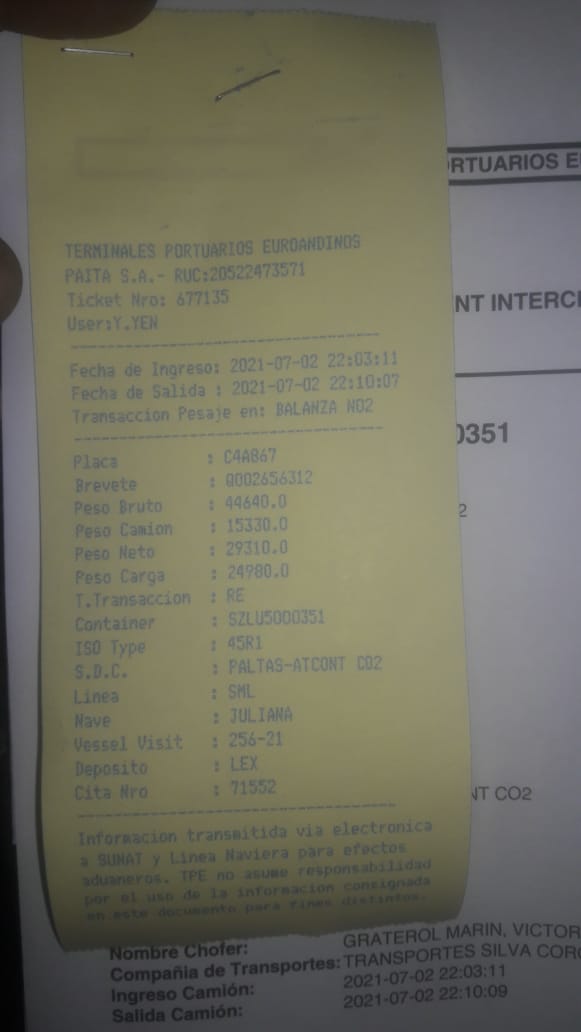 TERMINALES PORTUARIOS EUROANDINOS
PAITA S.A.- RUC:20522473571
Ticket Nro: 677135
User:Y.YEN
Fecha de Ingreso: 2021-07-02 22:03:11
Fecha de Salida : 2021-07-02 22:10:07
Transaccion Pesaje en: BALANZA NO2
Placa : C4A867
Brevete : Q002656312
Peso Bruto : 44640.0
Peso Camion : 15330.0
Peso Neto : 29310.0
Peso Carga : 24980.0
T.Transaccion : RE
Container : SZLU5000351
ISO Type : 45R1
S.D.C. : PALTAS-ATCONT CO2
Linea : SML
Nave : JULIANA
Vessel Visit : 256-21
Deposito : LEX
Cita Nro : 71552
Informacion transmitida via electronica
a SUNAT y Linea Naviera para efectos
aduaneros. TPE no asume responsabilidad
por el uso de la informacion consignada
en este documento para fines distintos.
RTUARIOS E
NT INTERC
0351
2
NT CO2
Nombre Chofer: GRATEROL MARIN, VICTOR
Compañia de Transportes: TRANSPORTES SILVA COR
Ingreso Camión: 2021-07-02 22:03:11
Salida Camión: 2021-07-02 22:10:09